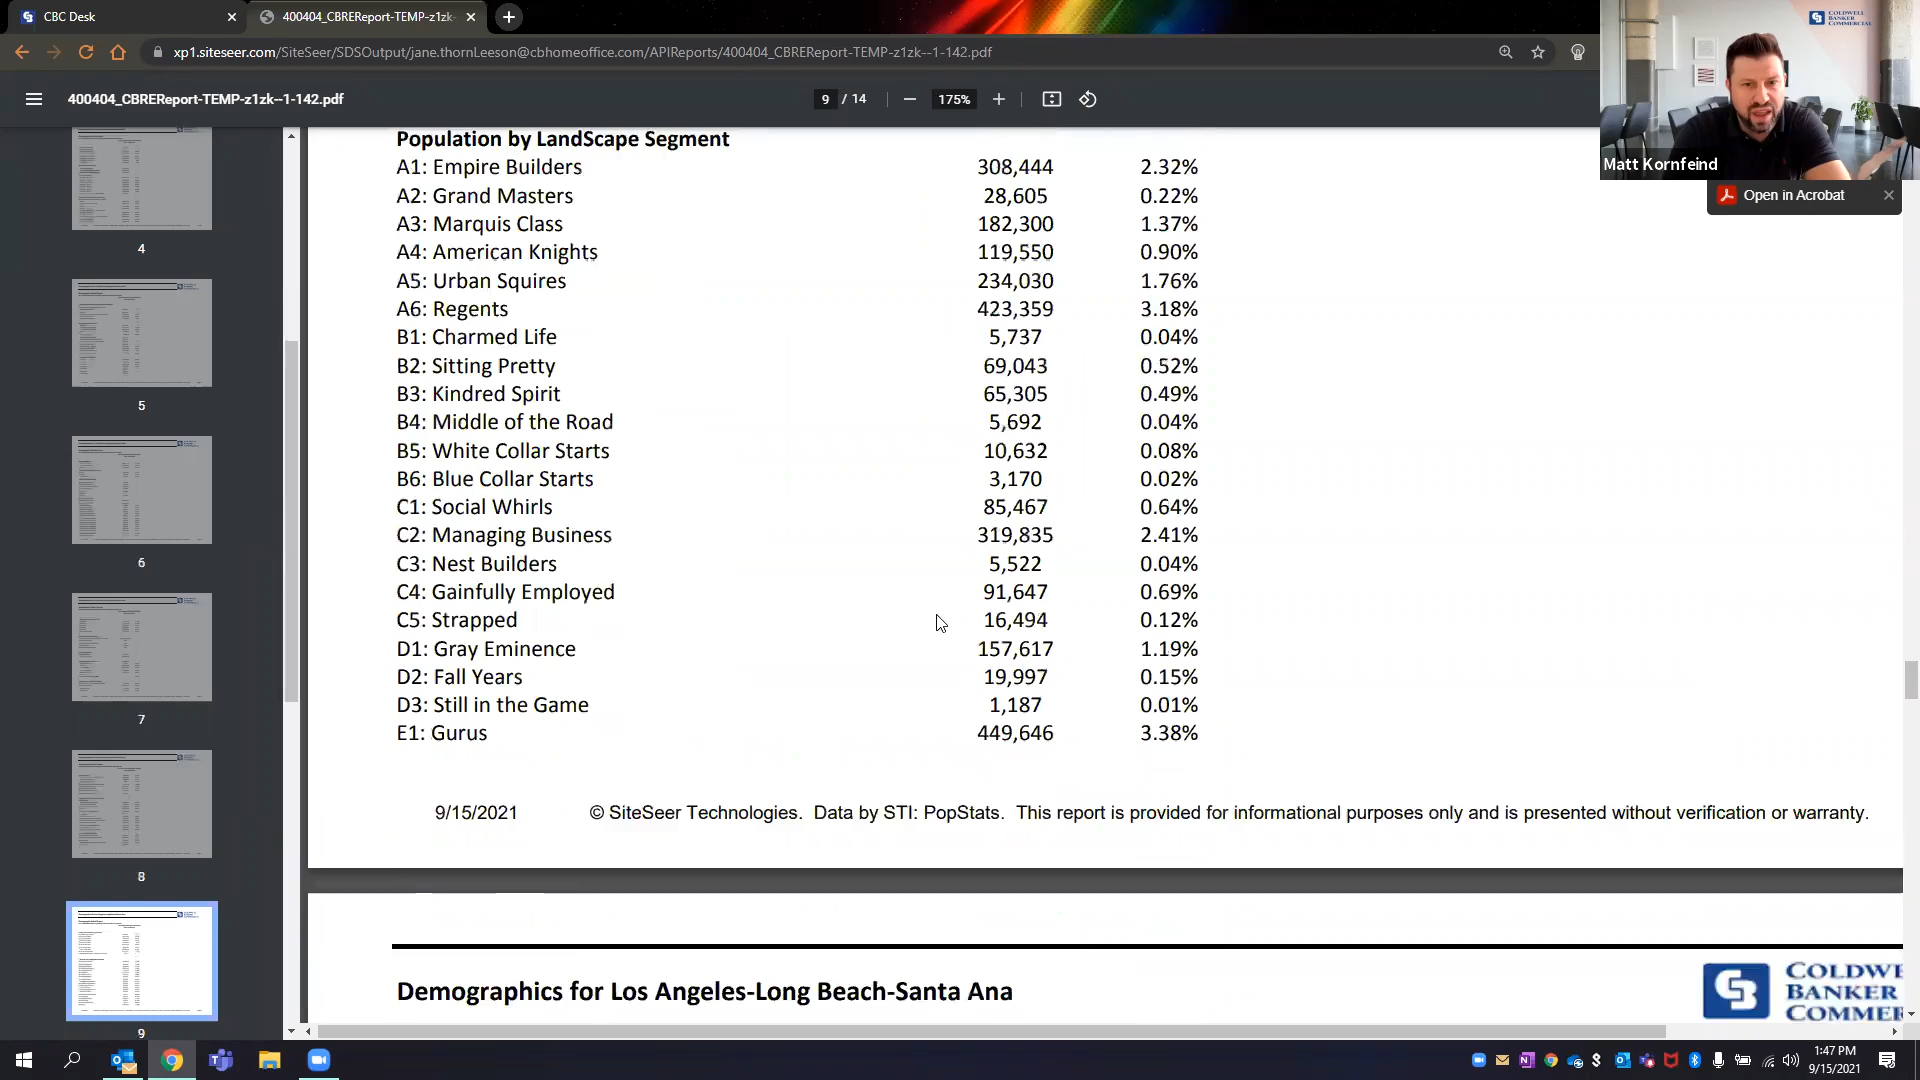 CBC Desk
400404_CBREReport-TEMP-z1zk-
xp1.siteseer.com/SiteSeer/SDSOutput/jane.thornLeeson@cbhomeoffice.com/APIReports/400404_CBREReport-TEMP-z1zk--1-142.pdf
COLDWELL
BANKER
COMMERCIAL
400404_CBREReport-TEMP-z1zk--1-142.pdf
9 / 14
175%
Matt Kornfeind
Open in Acrobat
4
5
6
7
8
9
Population by LandScape Segment
A1: Empire Builders 308,444 2.32%
A2: Grand Masters 28,605 0.22%
A3: Marquis Class 182,300 1.37%
A4: American Knights 119,550 0.90%
A5: Urban Squires 234,030 1.76%
A6: Regents 423,359 3.18%
B1: Charmed Life 5,737 0.04%
B2: Sitting Pretty 69,043 0.52%
B3: Kindred Spirit 65,305 0.49%
B4: Middle of the Road 5,692 0.04%
B5: White Collar Starts 10,632 0.08%
B6: Blue Collar Starts 3,170 0.02%
C1: Social Whirls 85,467 0.64%
C2: Managing Business 319,835 2.41%
C3: Nest Builders 5,522 0.04%
C4: Gainfully Employed 91,647 0.69%
C5: Strapped 16,494 0.12%
D1: Gray Eminence 157,617 1.19%
D2: Fall Years 19,997 0.15%
D3: Still in the Game 1,187 0.01%
E1: Gurus 449,646 3.38%
9/15/2021 © SiteSeer Technologies. Data by STI: PopStats. This report is provided for informational purposes only and is presented without verification or warranty.
Demographics for Los Angeles-Long Beach-Santa Ana
COLDWE
BANKER
COMMER
1:47 PM
9/15/2021